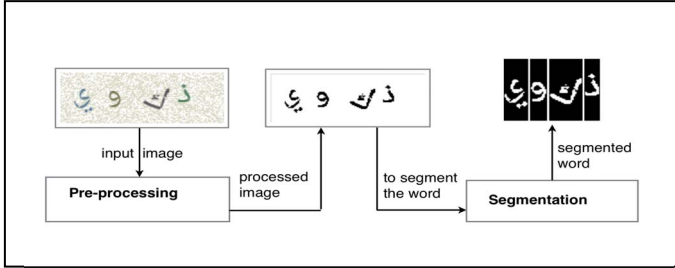 ذ ك و ي
ذ ك و ي
ذ ك و ي
input image
Pre-processing
processed
image
to segment
the word
Segmentation
segmented
word